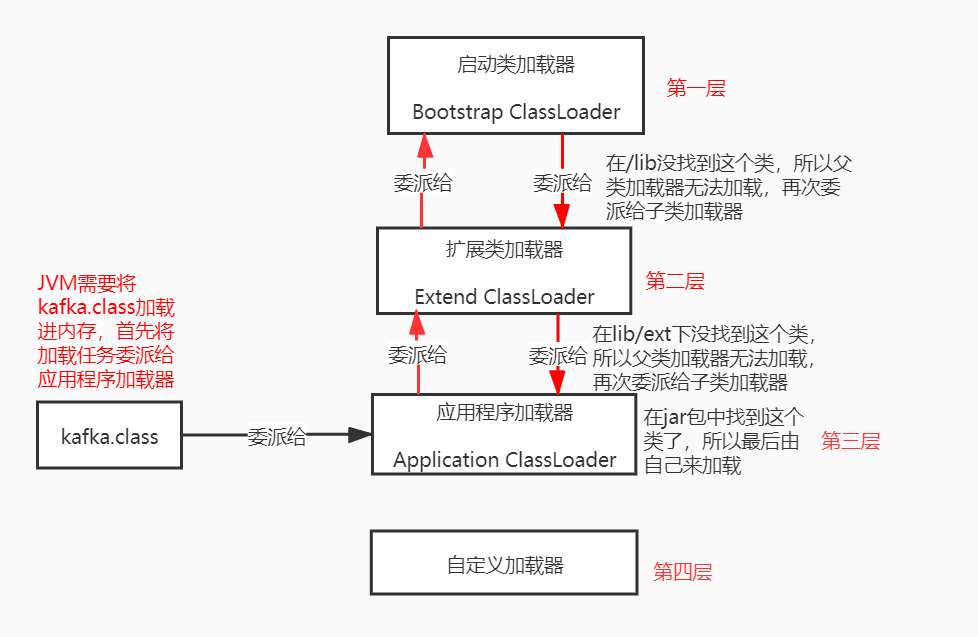 启动类加载器
Bootstrap ClassLoader
第一层
委派给
委派给
在/lib没找到这个类，所以父
类加载器无法加载，再次委
派给子类加载器
扩展类加载器
Extend ClassLoader
第二层
JVM需要将
kafka.class加载
进内存，首先将
加载任务委派给
应用程序加载器
委派给
委派给
在lib/ext下没找到这个类，
所以父类加载器无法加载，
再次委派给子类加载器
kafka.class
委派给
应用程序加载器
Application ClassLoader
在jar包中找到这个
类了，所以最后由
自己来加载
第三层
自定义加载器
第四层